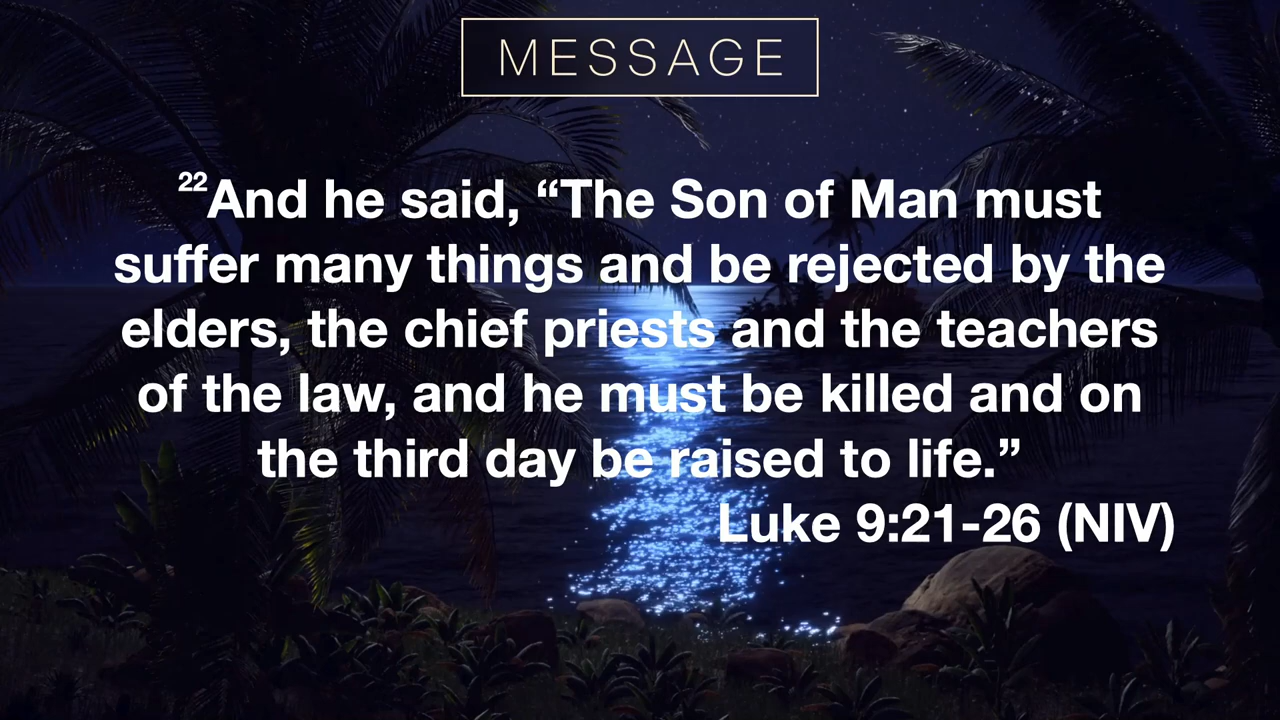 MESSAGE
22And he said, “The Son of Man must
suffer many things and be rejected by the
elders, the chief priests and the teachers
of the law, and he must be killed and on
the third day be raised to life.”
Luke 9:21-26 (NIV)